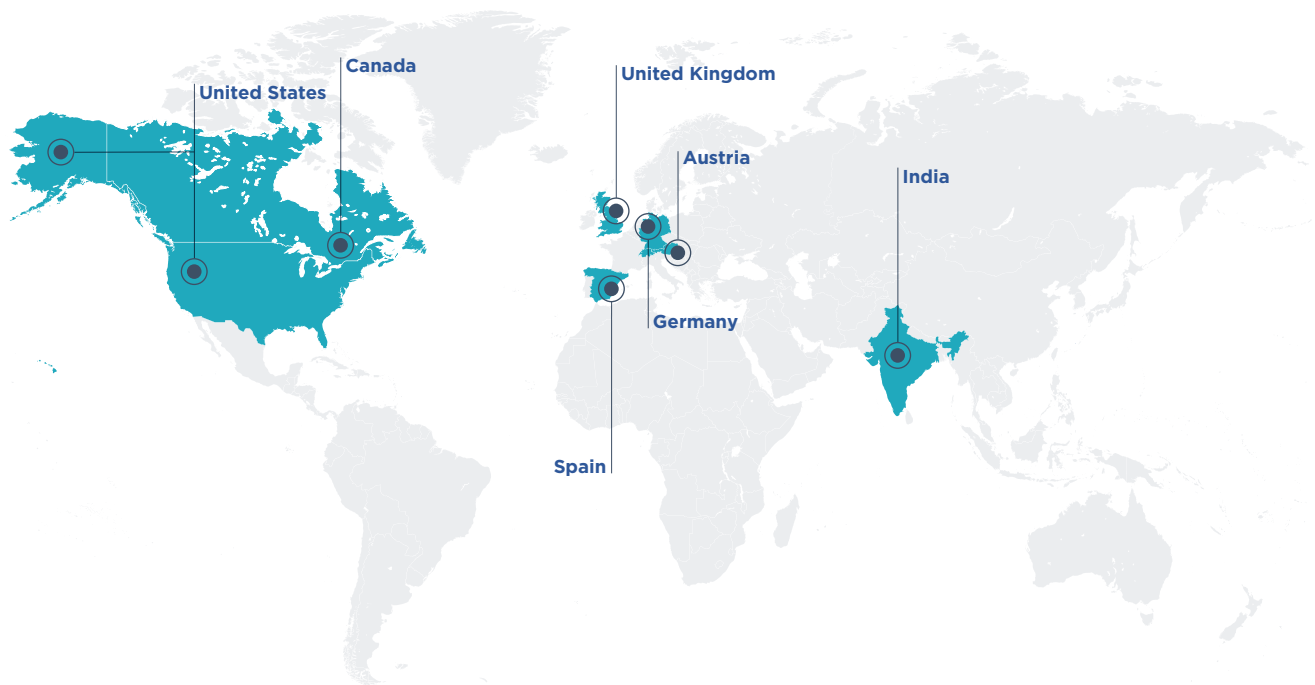 Canada
United Kingdom
United States
Austria
India
Germany
Spain